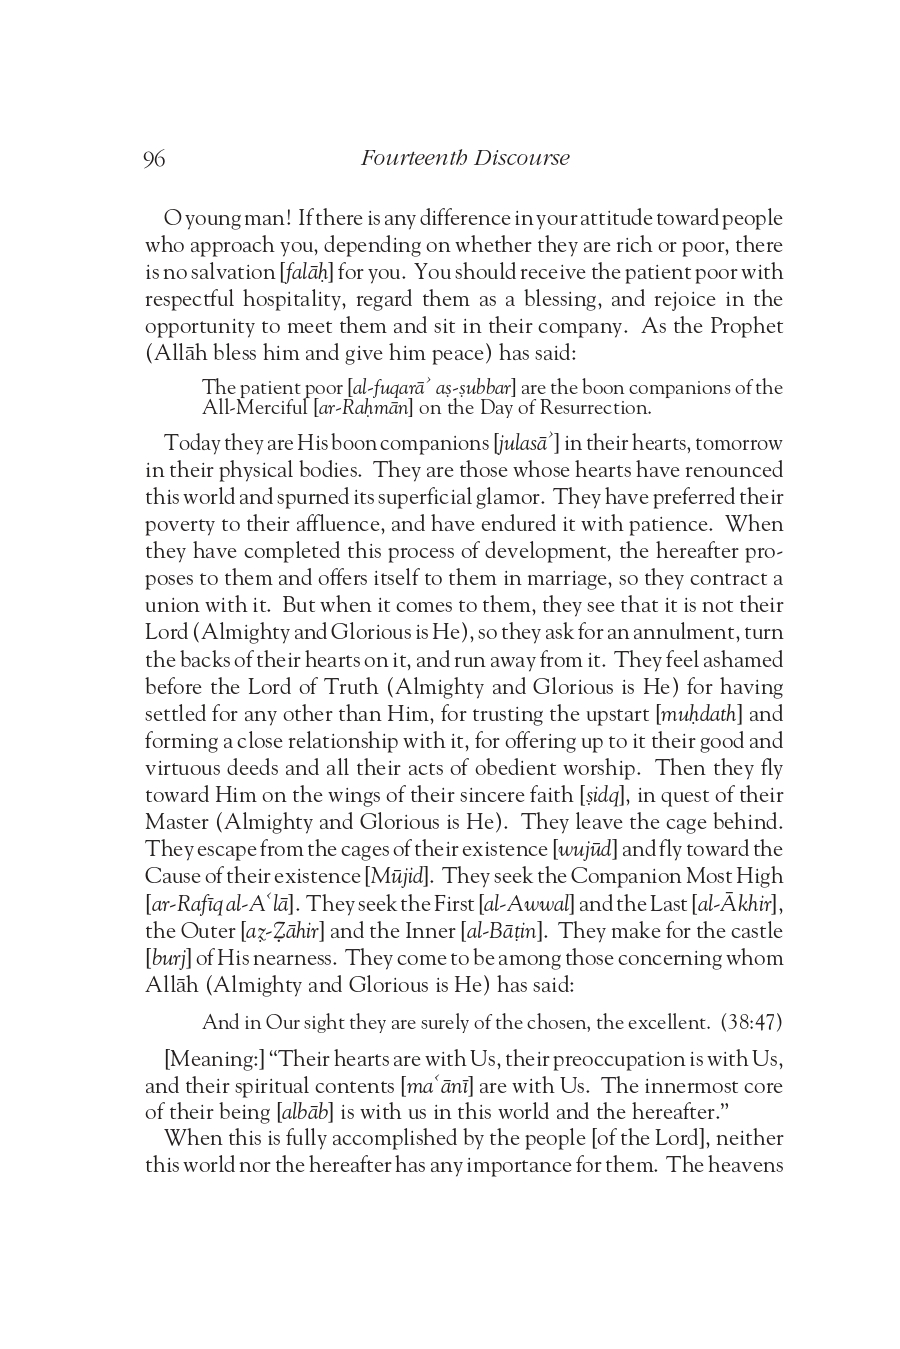 96
Fourteenth Discourse
O young man! If there is any difference in your attitude toward people
who approach you, depending on whether they are rich or poor, there
is no salvation [falāḥ] for you. You should receive the patient poor with
respectful hospitality, regard them as a blessing, and rejoice in the
opportunity to meet them and sit in their company. As the Prophet
(Allāh bless him and give him peace) has said:
The patient poor [al-fuqarāʾ aṣ-ṣubbar] are the boon companions of the
All-Merciful [ar-Raḥmān] on the Day of Resurrection.
Today they are His boon companions [julasāʾ] in their hearts, tomorrow
in their physical bodies. They are those whose hearts have renounced
this world and spurned its superficial glamor. They have preferred their
poverty to their affluence, and have endured it with patience. When
they have completed this process of development, the hereafter pro-
poses to them and offers itself to them in marriage, so they contract a
union with it. But when it comes to them, they see that it is not their
Lord (Almighty and Glorious is He), so they ask for an annulment, turn
the backs of their hearts on it, and run away from it. They feel ashamed
before the Lord of Truth (Almighty and Glorious is He) for having
settled for any other than Him, for trusting the upstart [muḥdath] and
forming a close relationship with it, for offering up to it their good and
virtuous deeds and all their acts of obedient worship. Then they fly
toward Him on the wings of their sincere faith [ṣidq], in quest of their
Master (Almighty and Glorious is He). They leave the cage behind.
They escape from the cages of their existence [wujūd] and fly toward the
Cause of their existence [Mūjid]. They seek the Companion Most High
[ar-Rafīq al-Aʿlā]. They seek the First [al-Awwal] and the Last [al-Ākhir],
the Outer [aẓ-Ẓāhir] and the Inner [al-Bāṭin]. They make for the castle
[burj] of His nearness. They come to be among those concerning whom
Allāh (Almighty and Glorious is He) has said:
And in Our sight they are surely of the chosen, the excellent. (38:47)
[Meaning:] “Their hearts are with Us, their preoccupation is with Us,
and their spiritual contents [maʿānī] are with Us. The innermost core
of their being [albāb] is with us in this world and the hereafter.”
When this is fully accomplished by the people [of the Lord], neither
this world nor the hereafter has any importance for them. The heavens